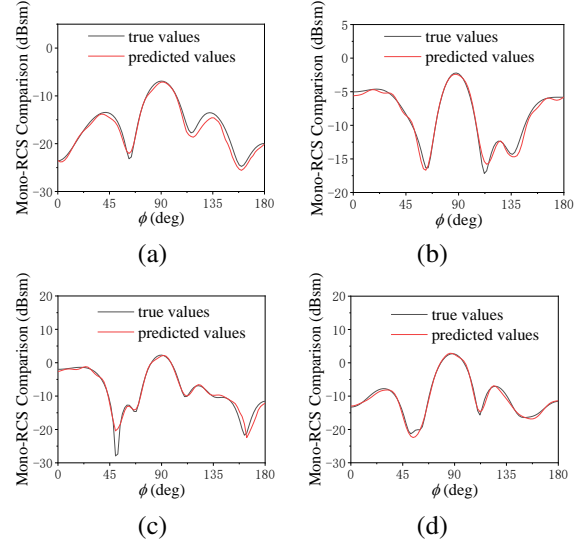 Mono-RCS Comparison (dBsm)
0
-10
-20
-30
0 45 90 135 180
ϕ (deg)
true values
predicted values
(a)
Mono-RCS Comparison (dBsm)
5
0
-5
-10
-15
-20
0 45 90 135 180
ϕ (deg)
true values
predicted values
(b)
Mono-RCS Comparison (dBsm)
20
10
0
-10
-20
-30
0 45 90 135 180
ϕ (deg)
true values
predicted values
(c)
Mono-RCS Comparison (dBsm)
20
10
0
-10
-20
-30
0 45 90 135 180
ϕ (deg)
true values
predicted values
(d)